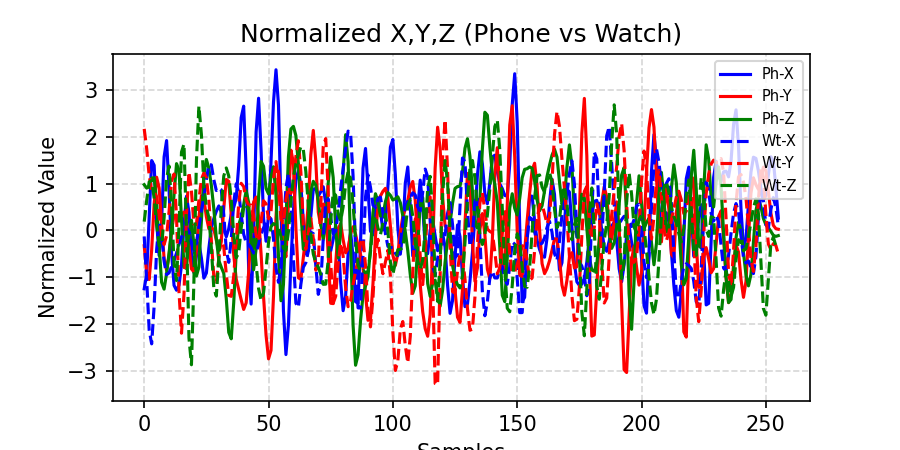 Normalized X,Y,Z (Phone vs Watch)
Normalized Value
3
2
1
0
−1
−2
−3
0 50 100 150 200 250
Samples
Ph-X
Ph-Y
Ph-Z
Wt-X
Wt-Y
Wt-Z